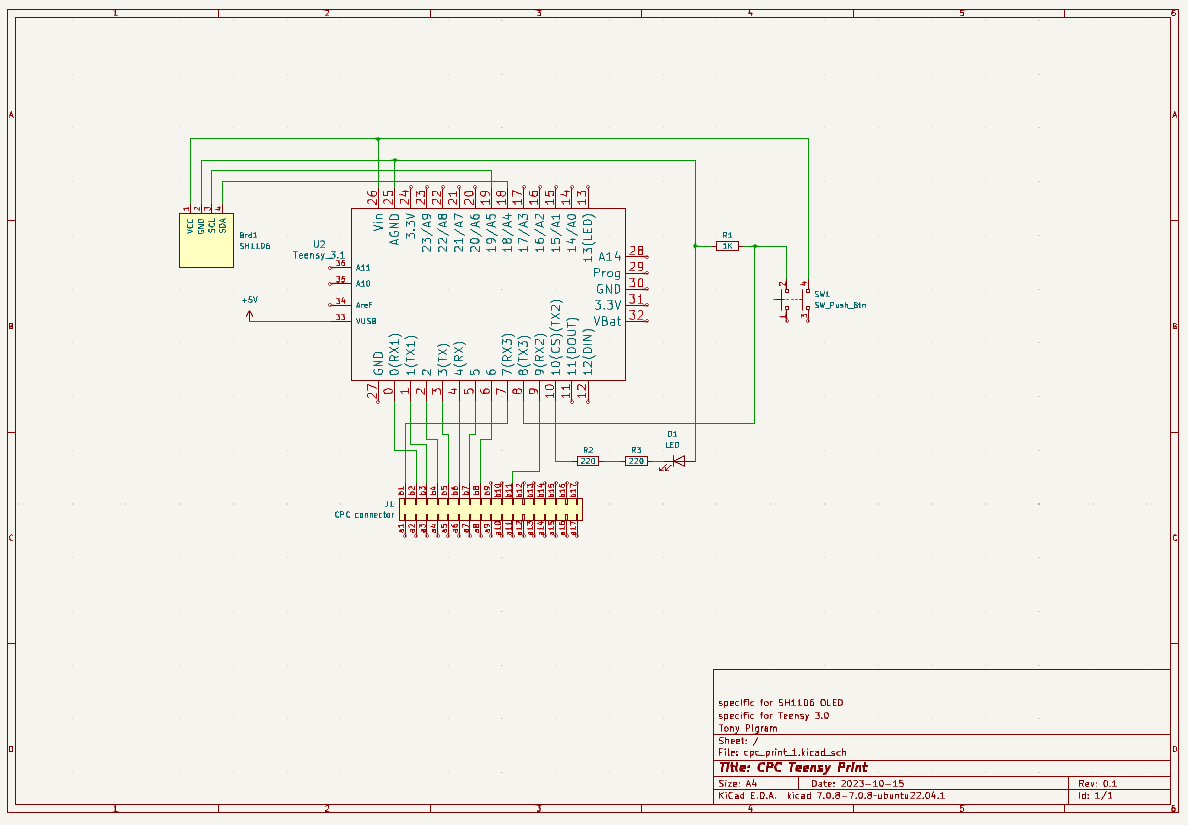 1 2 3 4 5 6
A A
26 25 24 23 22 21 20 19 18 17 16 15 14 13
1 2 3 4
VCC GND SCL SDA
Brd1
SH11D6
U2
Teensy_3.1
Vin AGND 3.3V 23/A9 22/A8 21/A7 20/A6 19/A5 18/A4 17/A3 16/A2 15/A1 14/A0 13(LED)
R1
1K
36 A11
35 A10
34 Aref
33 VUSB
+5V
A14 28
Prog 29
GND 30
3.3V 31
VBat 32
2 4
1 3
SW1
SW_Push_Btn
B B
GND 0(RX1) 1(TX1) 2 3(TX) 4(RX) 5 6 7(RX3) 8(TX3) 9(RX2) 10(CS)(TX2) 11(DOUT) 12(DIN)
27 0 1 2 3 4 5 6 7 8 9 10 11 12
D1
LED
R2
220
R3
220
b1 b2 b3 b4 b5 b6 b7 b8 b9 b10 b11 b12 b13 b14 b15 b16 b17
J1
CPC connector
a1 a2 a3 a4 a5 a6 a7 a8 a9 a10 a11 a12 a13 a14 a15 a16 a17
C C
specific for SH11D6 OLED
specific for Teensy 3.0
Tony Pigram
Sheet: /
File: cpc_print_1.kicad_sch
D D
Title: CPC Teensy Print
Size: A4 Date: 2023-10-15 Rev: 0.1
KiCad E.D.A. kicad 7.0.8-7.0.8~ubuntu22.04.1 Id: 1/1
1 2 3 4 5 6